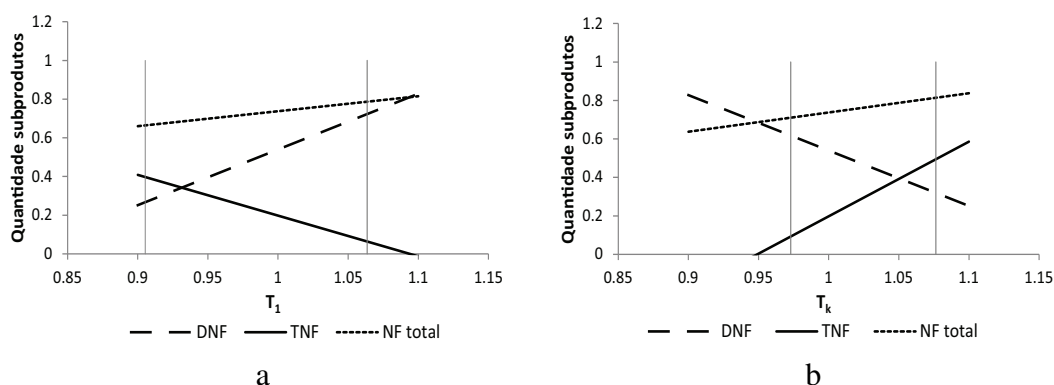 1.2
1
0.8
0.6
0.4
0.2
0
Quantidade subprodutos
0.85 0.9 0.95 1 1.05 1.1 1.15
T1
DNF TNF NF total
a
1.2
1
0.8
0.6
0.4
0.2
0
Quantidade subprodutos
0.85 0.9 0.95 1 1.05 1.1 1.15
Tk
DNF TNF NF total
b